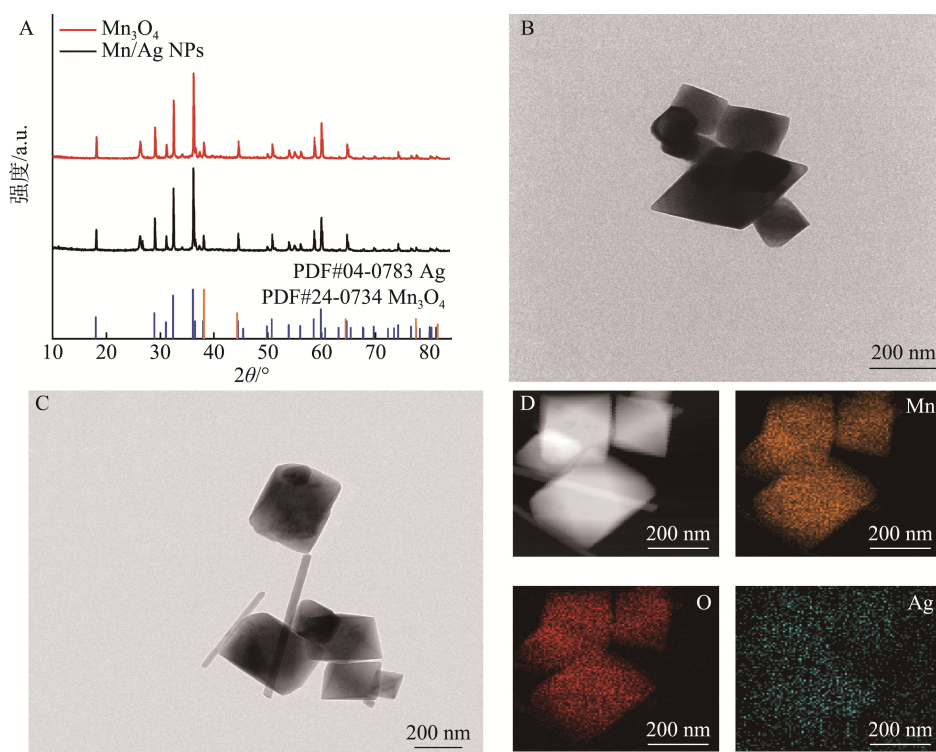 A
Mn₃O₄
Mn/Ag NPs
强度/a.u.
PDF#04-0783 Ag
PDF#24-0734 Mn₃O₄
10 20 30 40 50 60 70 80
2θ/°
B
200 nm
C
200 nm
D
200 nm
Mn
200 nm
O
200 nm
Ag
200 nm